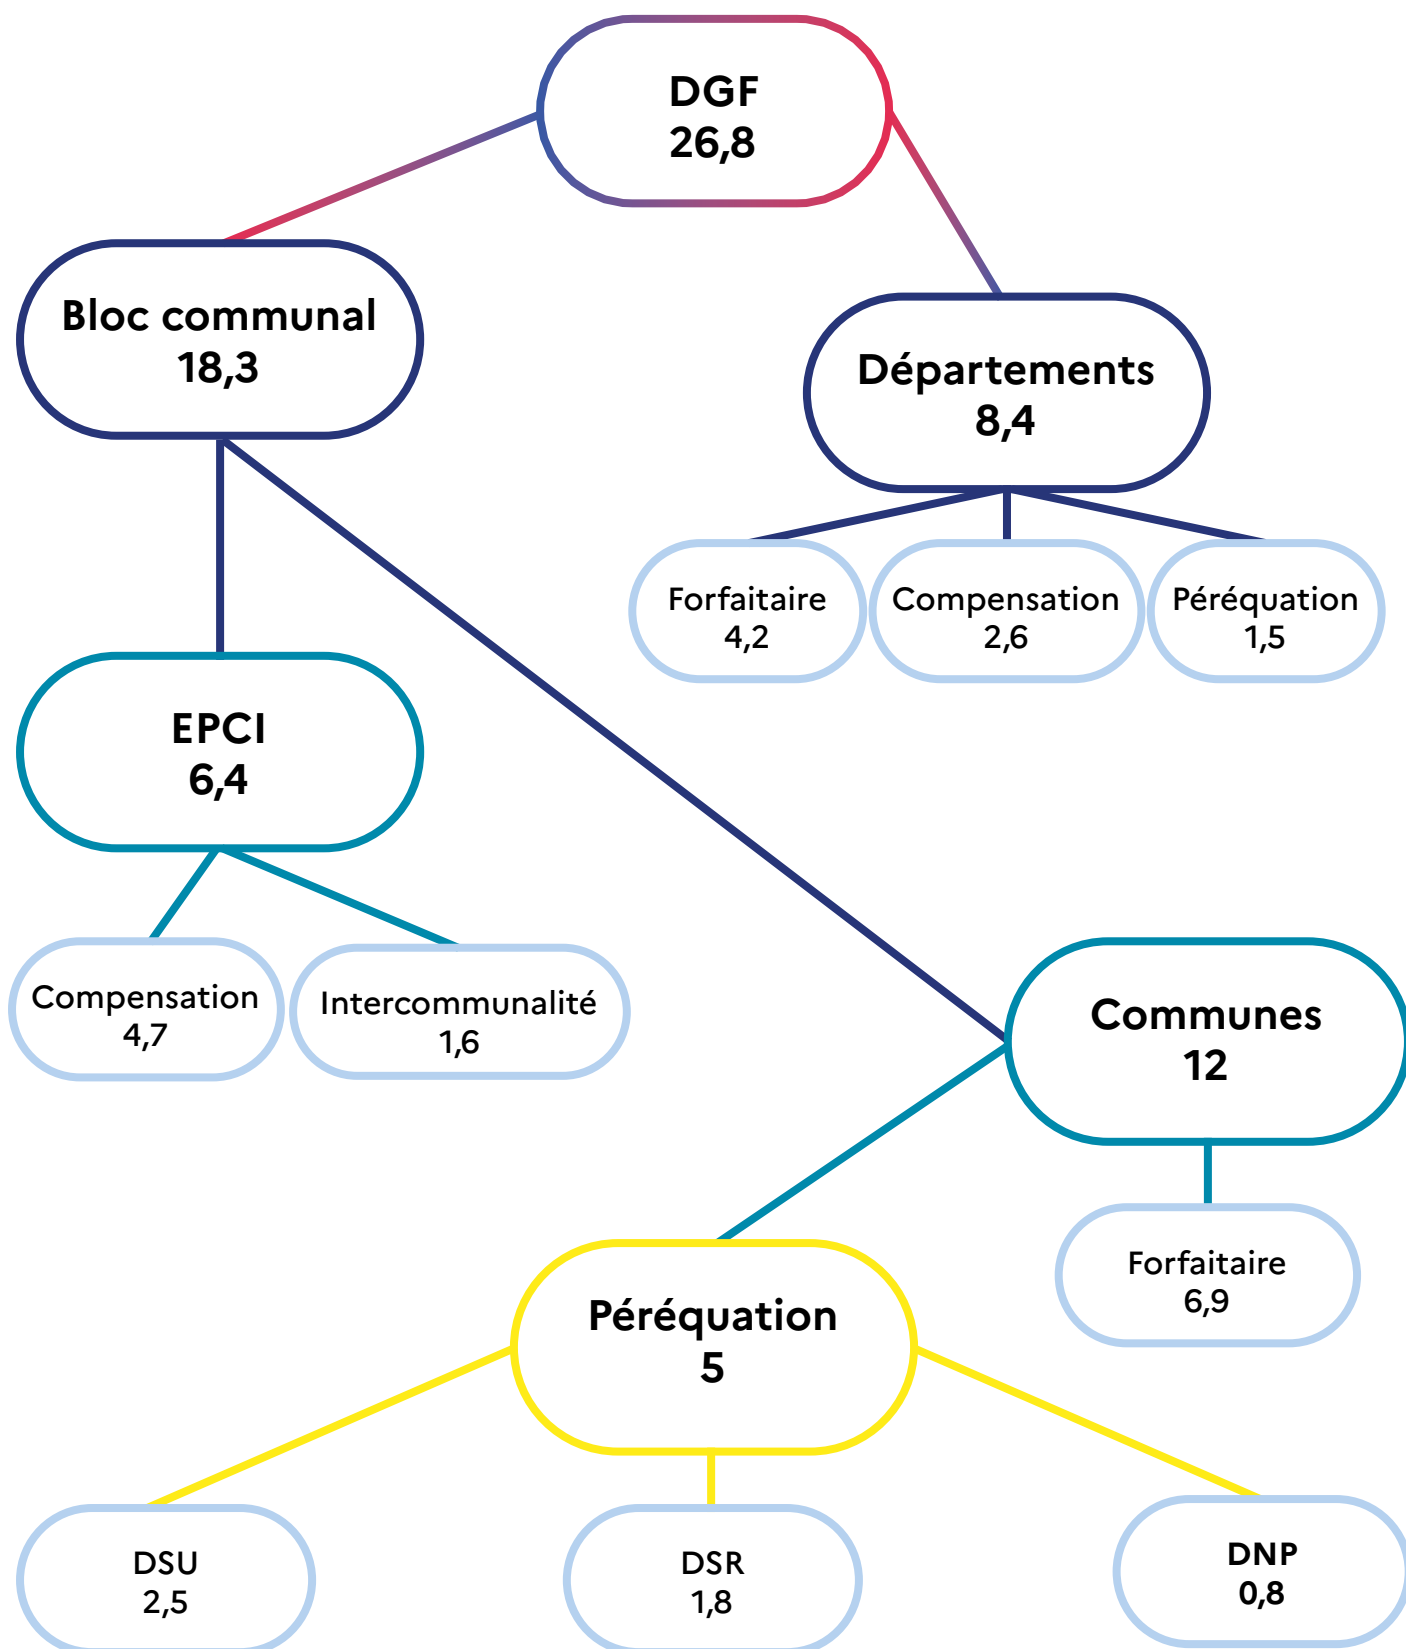 DGF
26,8
Bloc communal
18,3
Départements
8,4
Forfaitaire
4,2
Compensation
2,6
Péréquation
1,5
EPCI
6,4
Compensation
4,7
Intercommunalité
1,6
Communes
12
Forfaitaire
6,9
Péréquation
5
DSU
2,5
DSR
1,8
DNP
0,8